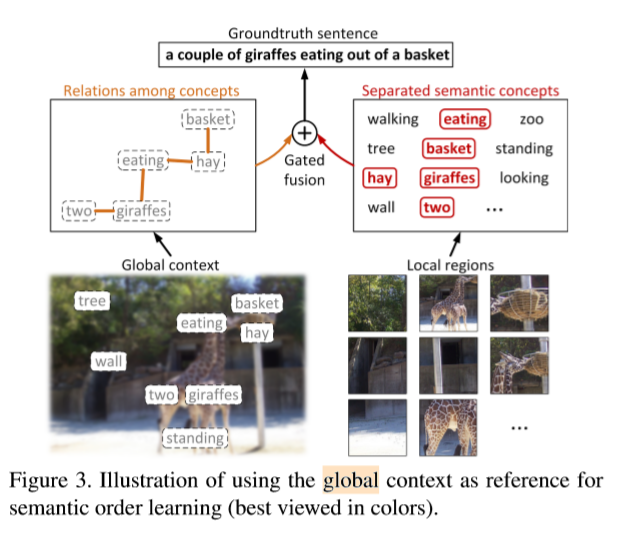 Groundtruth sentence
a couple of giraffes eating out of a basket
Relations among concepts
basket
eating
hay
two
giraffes
Gated
fusion
Separated semantic concepts
walking eating zoo
tree basket standing
hay giraffes looking
wall two ...
Global context
tree
basket
eating
hay
wall
two giraffes
standing
Local regions
...
Figure 3. Illustration of using the global context as reference for
semantic order learning (best viewed in colors).